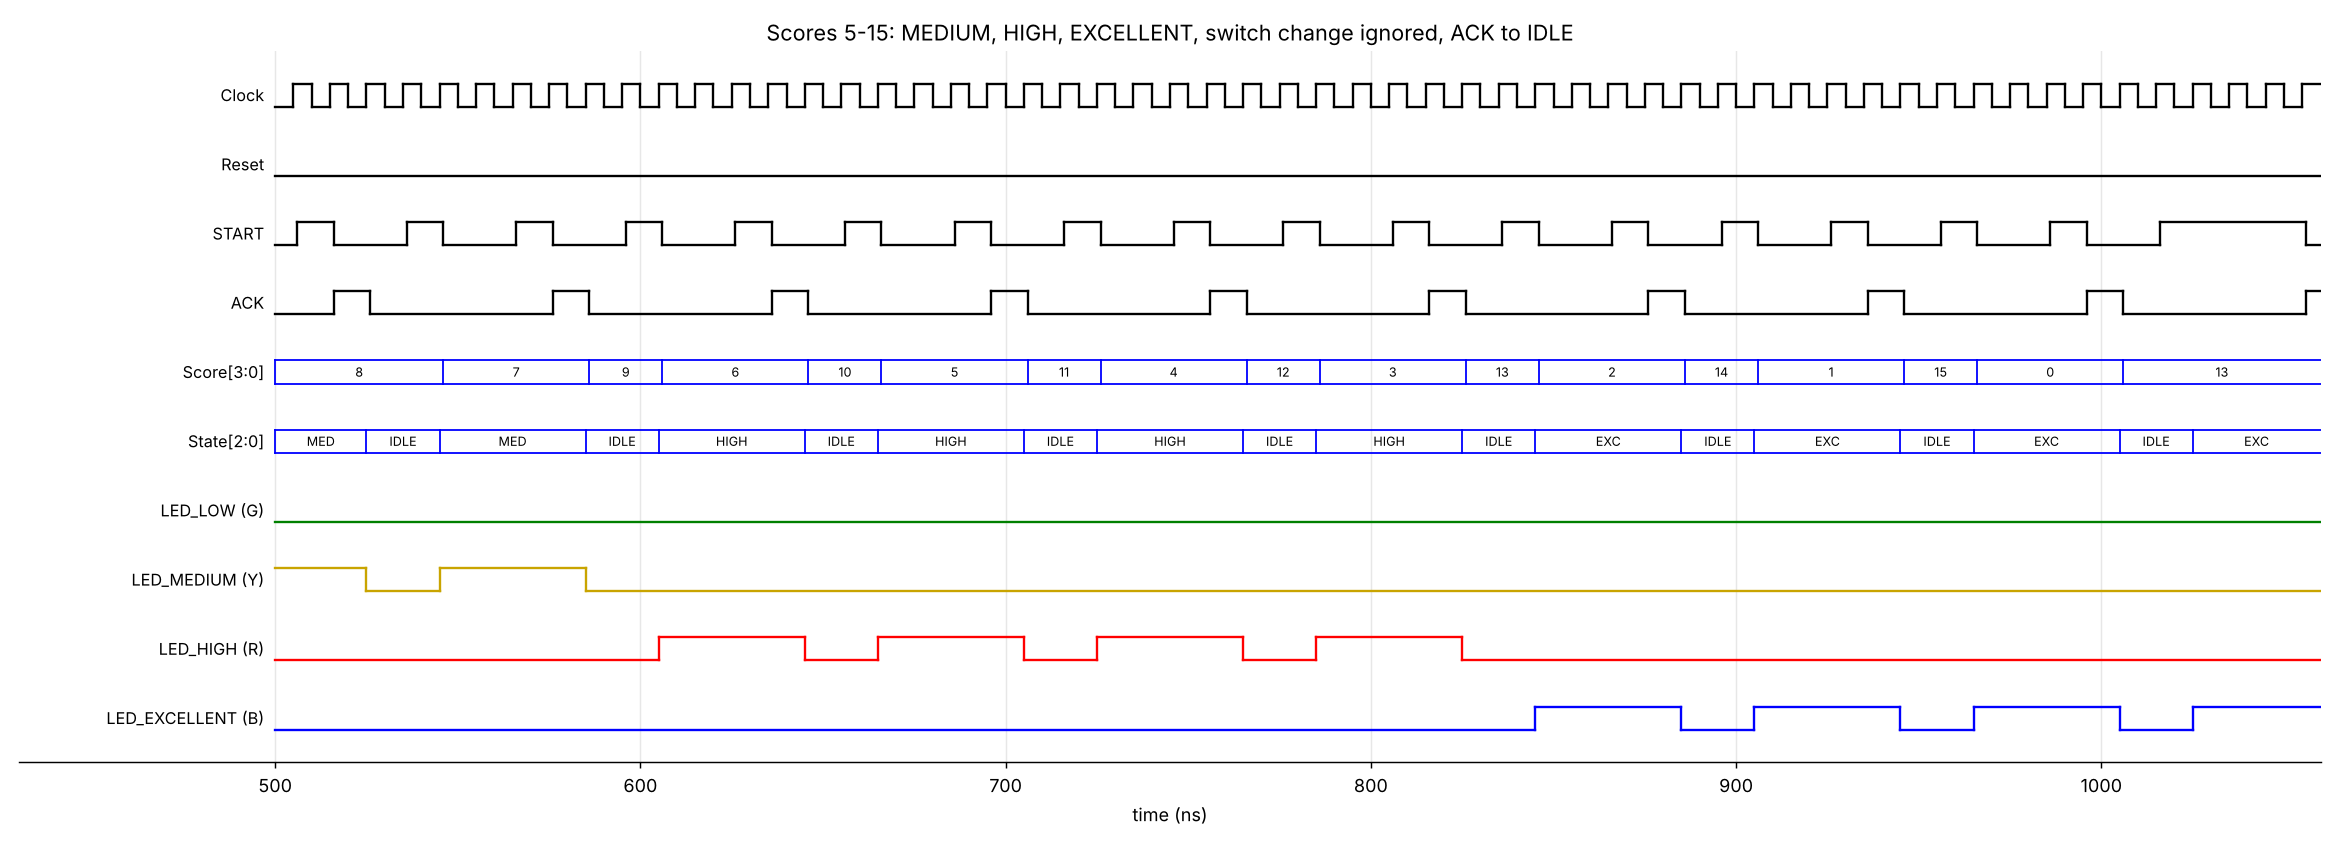 Scores 5-15: MEDIUM, HIGH, EXCELLENT, switch change ignored, ACK to IDLE
Clock
Reset
START
ACK
Score[3:0] 8 7 9 6 10 5 11 4 12 3 13 2 14 1 15 0 13
State[2:0] MED IDLE MED IDLE HIGH IDLE HIGH IDLE HIGH IDLE HIGH IDLE EXC IDLE EXC IDLE EXC IDLE EXC
LED_LOW (G)
LED_MEDIUM (Y)
LED_HIGH (R)
LED_EXCELLENT (B)
500 600 700 800 900 1000
time (ns)